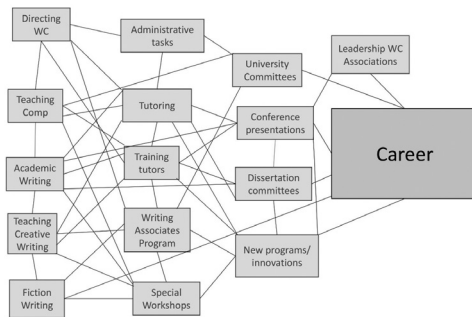 Directing
WC
Administrative
tasks
University
Committees
Leadership WC
Associations
Teaching
Comp
Tutoring
Conference
presentations
Career
Academic
Writing
Training
tutors
Dissertation
committees
Teaching
Creative
Writing
Writing
Associates
Program
New programs/
innovations
Fiction
Writing
Special
Workshops